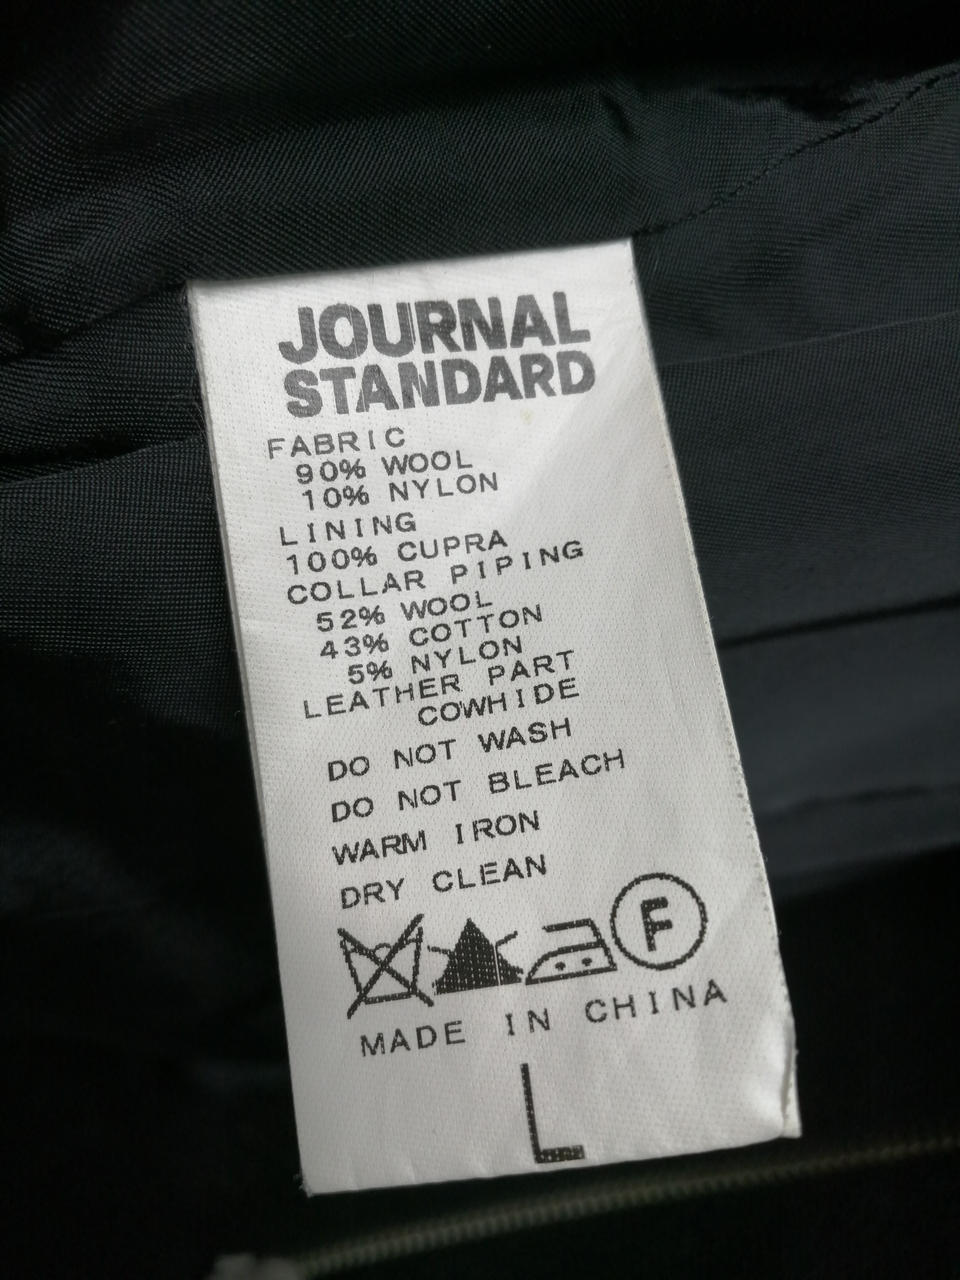 JOURNAL
STANDARD
FABRIC
90% WOOL
10% NYLON
LINING
100% CUPRA
COLLAR PIPING
52% WOOL
43% COTTON
5% NYLON
LEATHER PART
COWHIDE
DO NOT WASH
DO NOT BLEACH
WARM IRON
DRY CLEAN
F
MADE IN CHINA
L